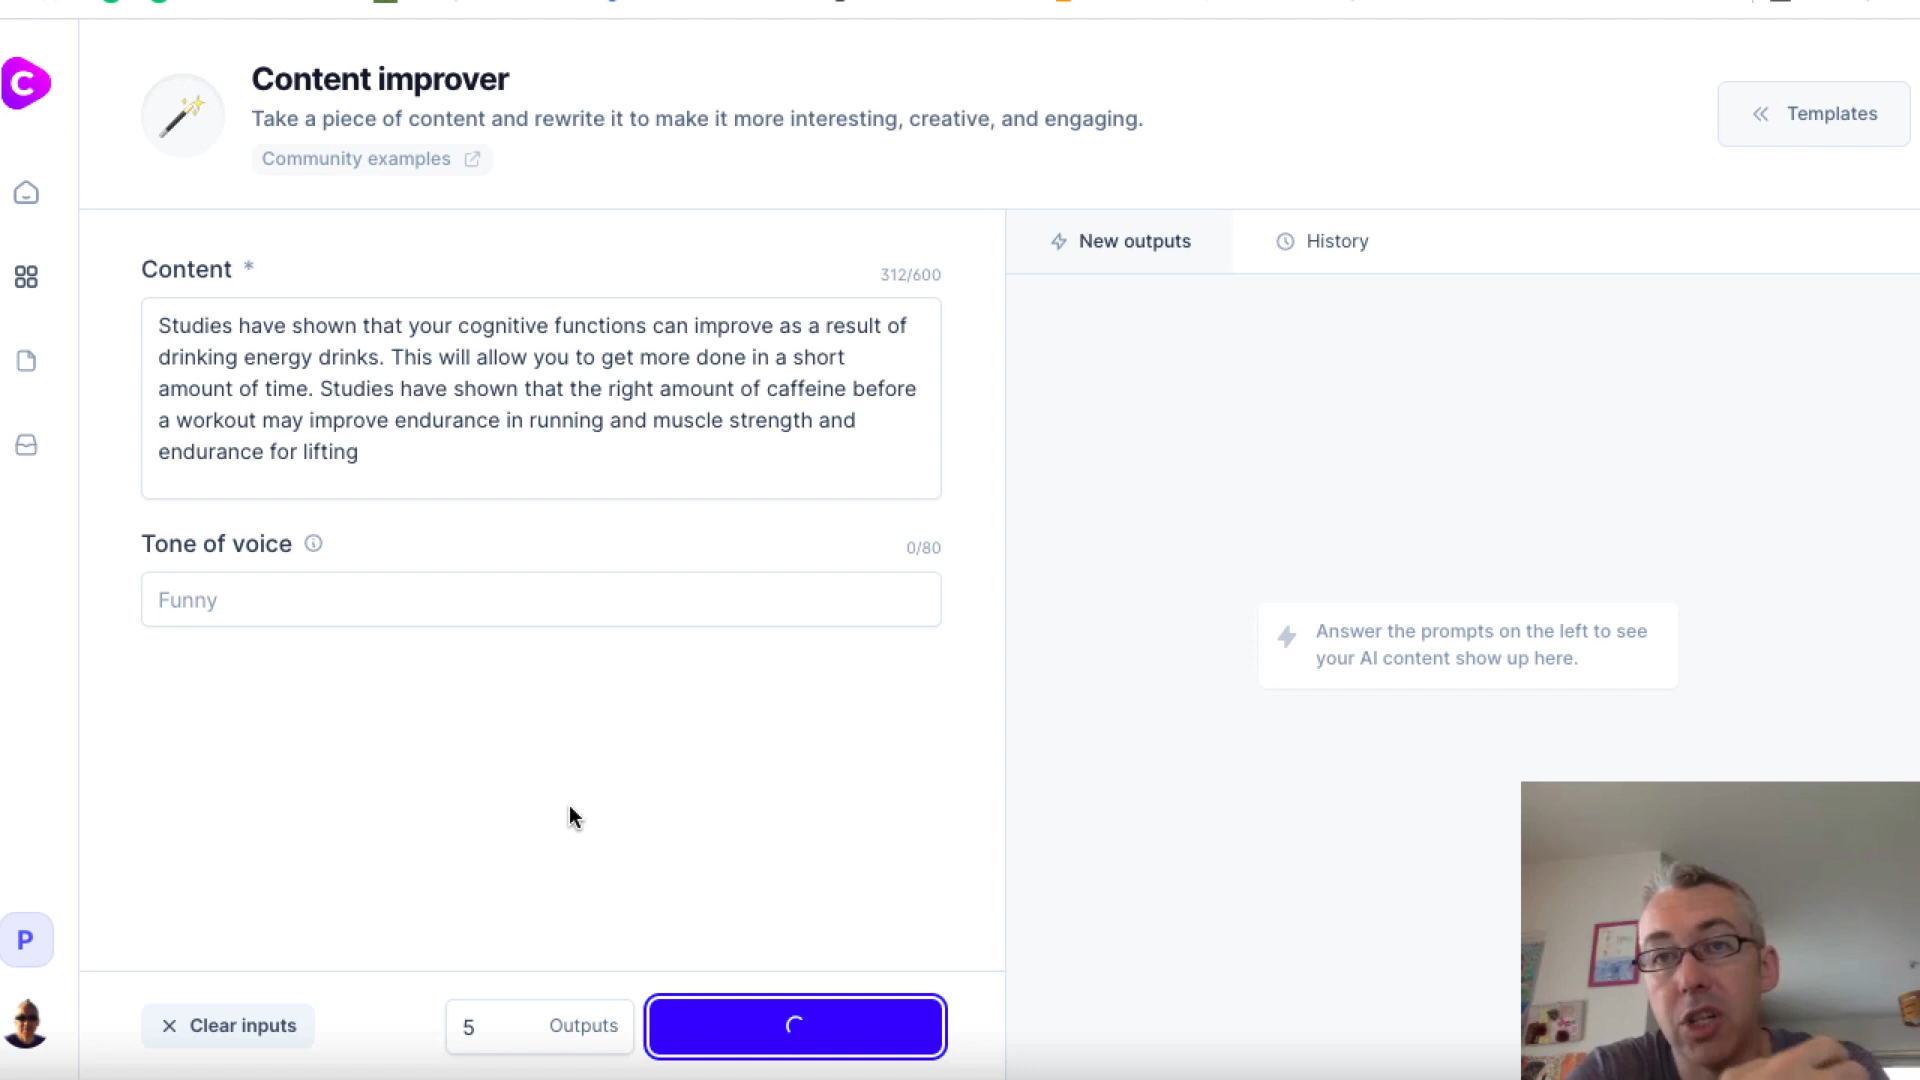 Content improver
Take a piece of content and rewrite it to make it more interesting, creative, and engaging.
Community examples
Templates
New outputs
History
Content *
312/600
Studies have shown that your cognitive functions can improve as a result of
drinking energy drinks. This will allow you to get more done in a short
amount of time. Studies have shown that the right amount of caffeine before
a workout may improve endurance in running and muscle strength and
endurance for lifting
Tone of voice
0/80
Funny
Answer the prompts on the left to see
your AI content show up here.
P
Clear inputs
5 Outputs